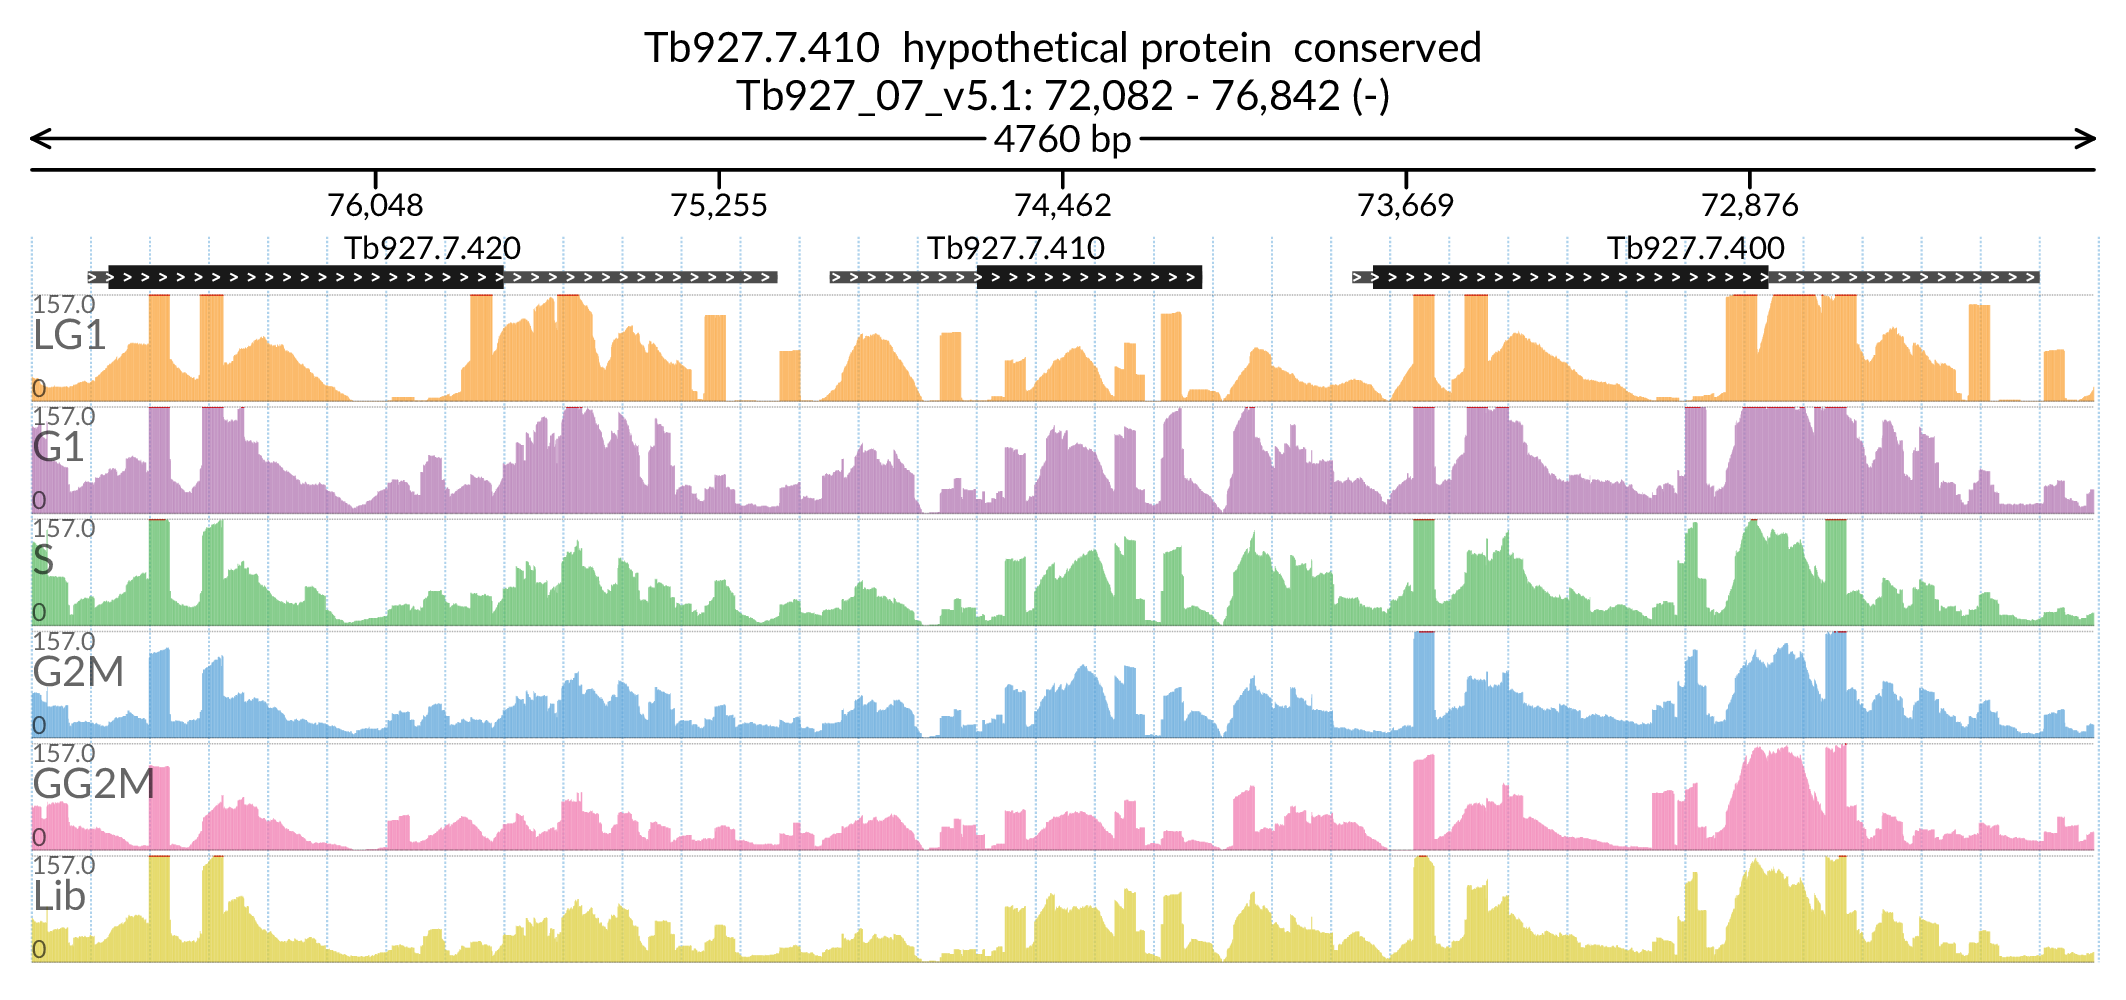 Tb927.7.410 hypothetical protein conserved
Tb927_07_v5.1: 72,082 - 76,842 (-)
4760 bp
76,048 75,255 74,462 73,669 72,876
Tb927.7.420 Tb927.7.410 Tb927.7.400
157.0
LG1
0
157.0
G1
0
157.0
S
0
157.0
G2M
0
157.0
GG2M
0
157.0
Lib
0